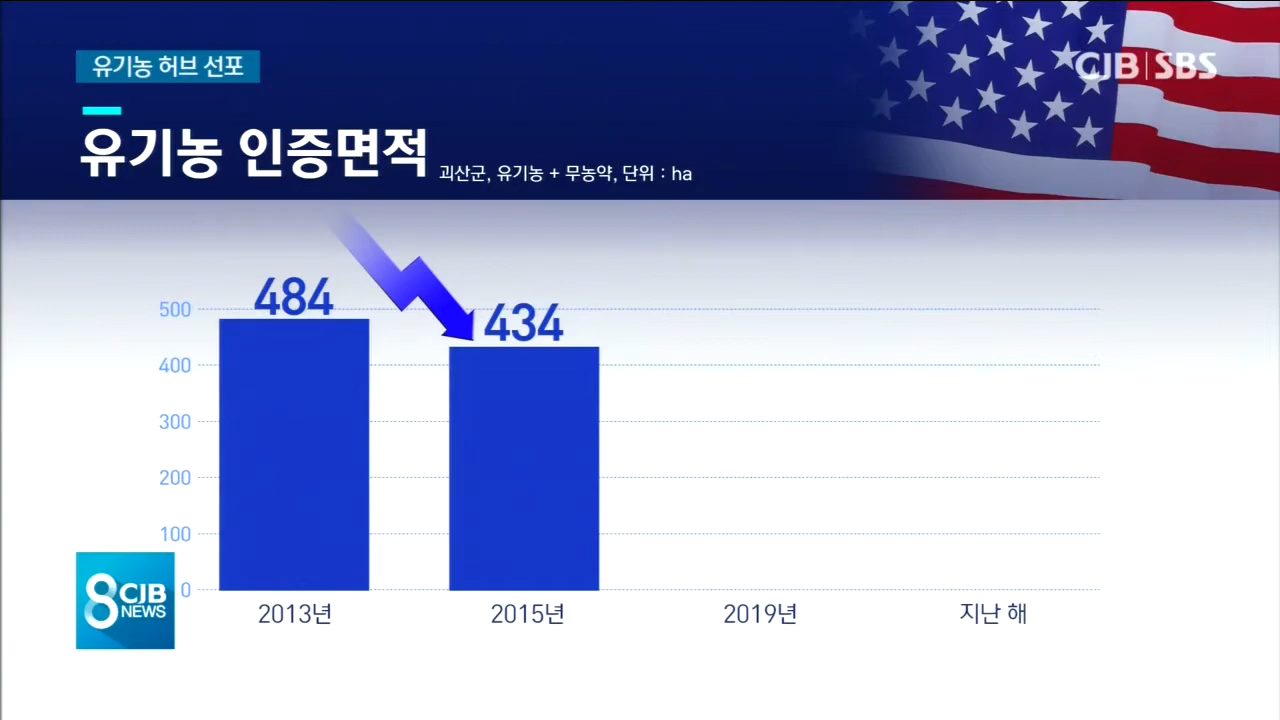 유기농 허브 선포
CJB | SBS
유기농 인증면적
괴산군, 유기농 + 무농약, 단위 : ha
484
434
500
400
300
200
100
0
2013년
2015년
2019년
지난 해
8 CJB NEWS